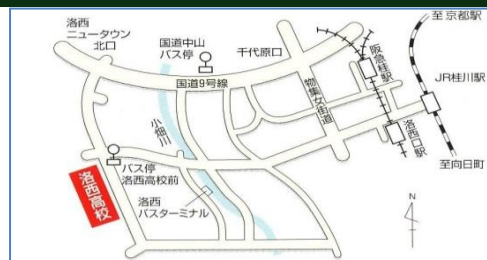 洛西
ニュータウン
北口
国道中山
バス停
千代原口
至 京都駅
阪急桂駅
JR桂川駅
国道9号線
物集女街道
小畑川
洛西口駅
バス停
洛西高校前
至向日町
洛西高校
洛西
バスターミナル
N